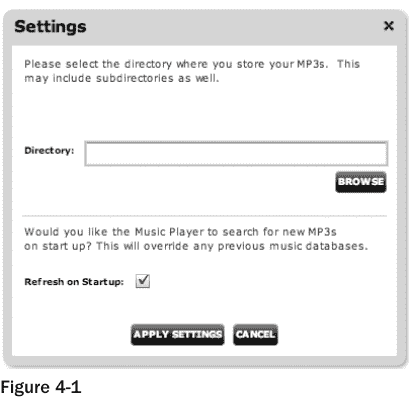 Settings
Please select the directory where you store your MP3s. This
may include subdirectories as well.
Directory:
BROWSE
Would you like the Music Player to search for new MP3s
on start up? This will override any previous music databases.
Refresh on Startup:
APPLY SETTINGS CANCEL
Figure 4-1